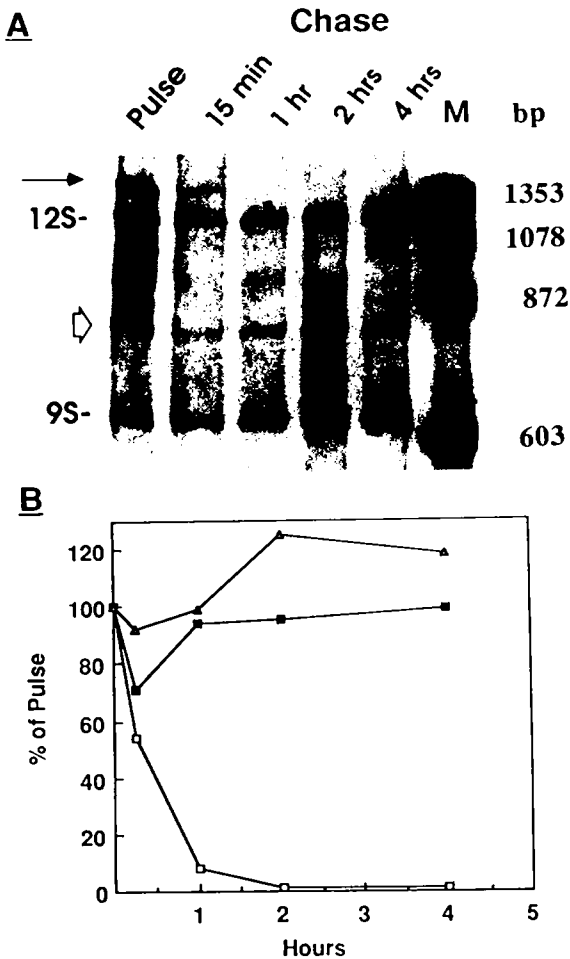 A
Chase
Pulse
15 min
1 hr
2 hrs
4 hrs
M
bp
12S-
9S-
1353
1078
872
603
B
% of Pulse
120
100
80
60
40
20
0
1
2
3
4
5
Hours